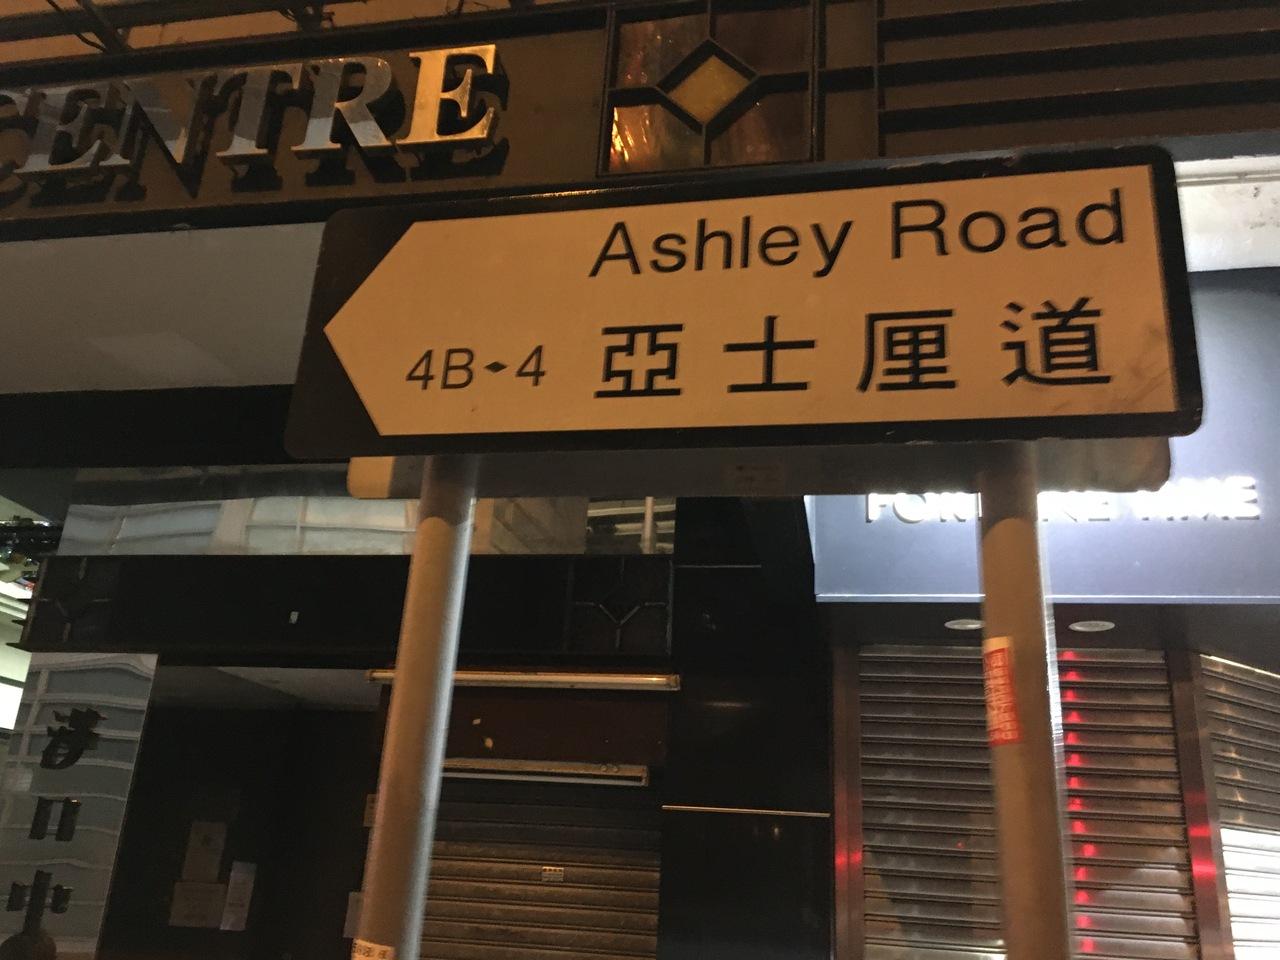 CENTRE
Ashley Road
4B⬥4 亞士厘道